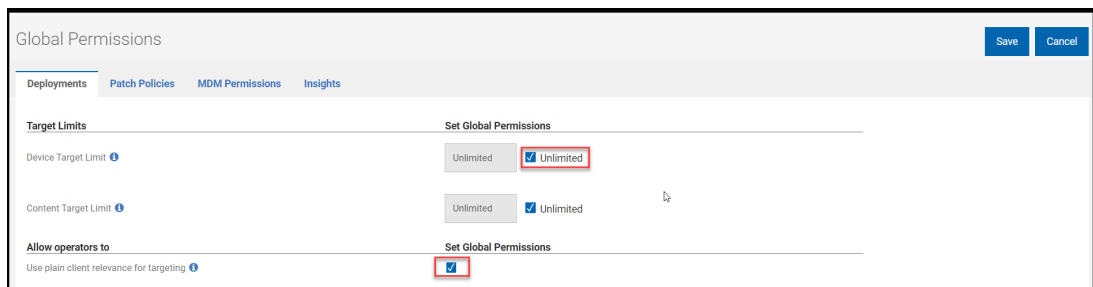 Global Permissions
Save Cancel
Deployments Patch Policies MDM Permissions Insights
Target Limits Set Global Permissions
Device Target Limit Unlimited Unlimited
Content Target Limit Unlimited Unlimited
Allow operators to Set Global Permissions
Use plain client relevance for targeting